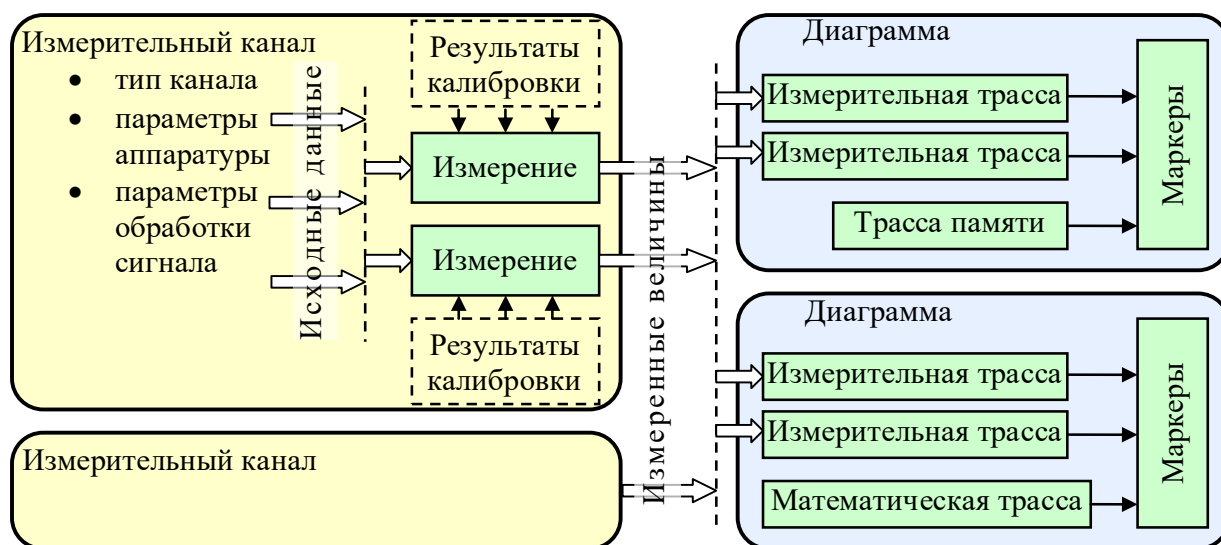 Измерительный канал
• тип канала
• параметры
аппаратуры
• параметры
обработки
сигнала
Исходные данные
Результаты
калибровки
Измерение
Измерение
Результаты
калибровки
Измерительный канал
Измеренные величины
Диаграмма
Измерительная трасса
Измерительная трасса
Трасса памяти
Маркеры
Диаграмма
Измерительная трасса
Измерительная трасса
Математическая трасса
Маркеры